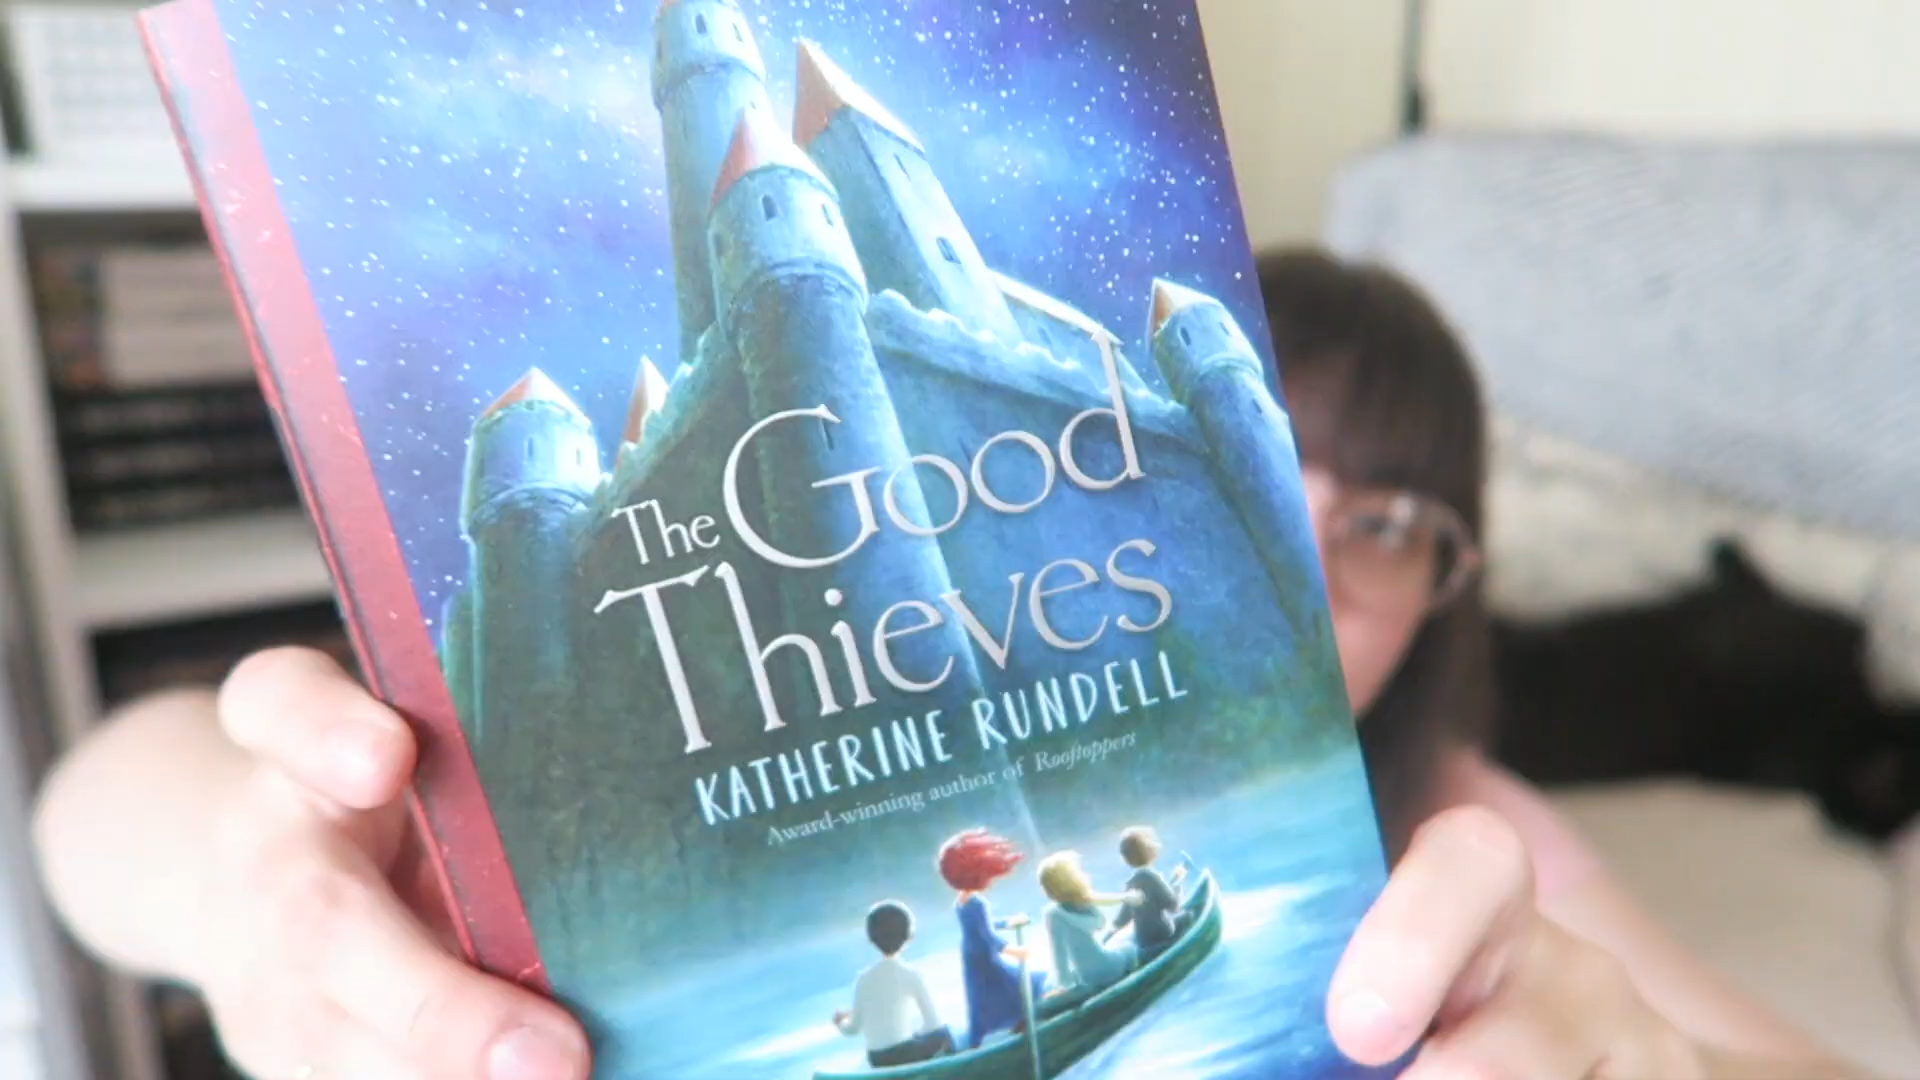 The Good
Thieves
KATHERINE RUNDELL
Award-winning author of Rooftoppers